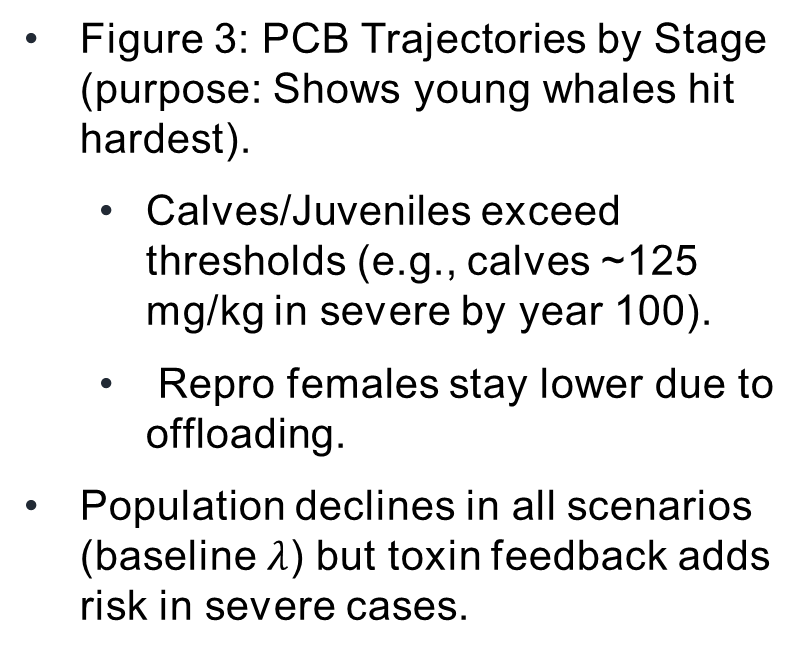 • Figure 3: PCB Trajectories by Stage
(purpose: Shows young whales hit
hardest).
• Calves/Juveniles exceed
thresholds (e.g., calves ~125
mg/kg in severe by year 100).
• Repro females stay lower due to
offloading.
• Population declines in all scenarios
(baseline λ) but toxin feedback adds
risk in severe cases.